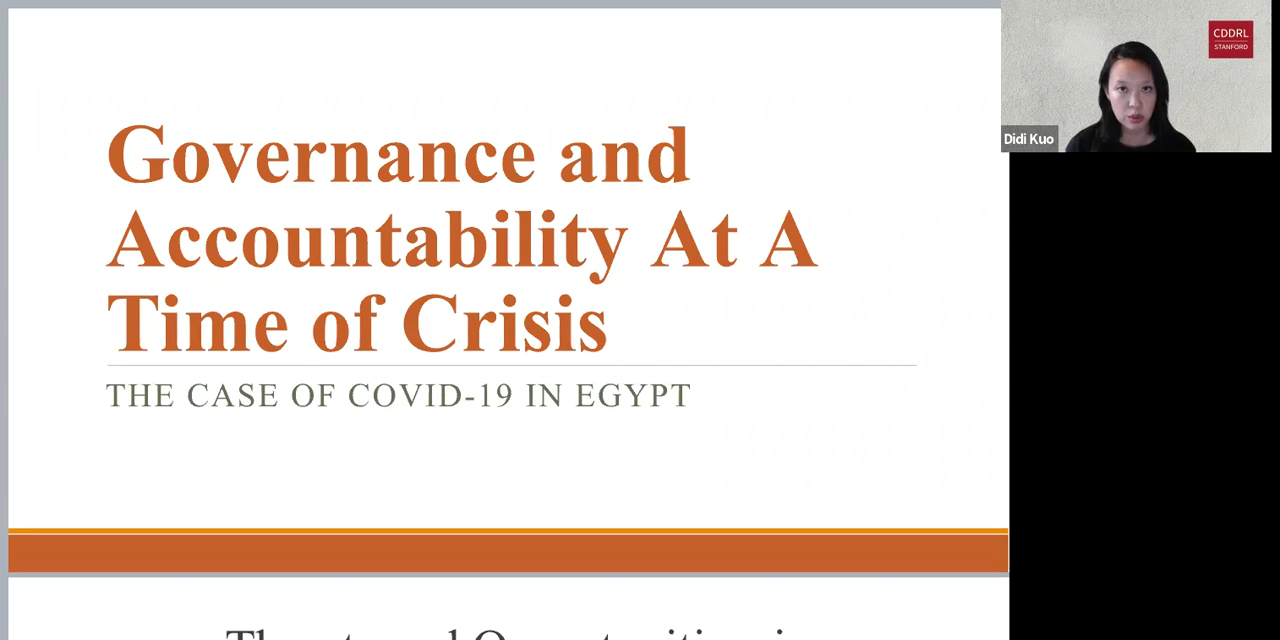 Governance and
Accountability At A
Time of Crisis
THE CASE OF COVID-19 IN EGYPT
CDDRL
STANFORD
Didi Kuo